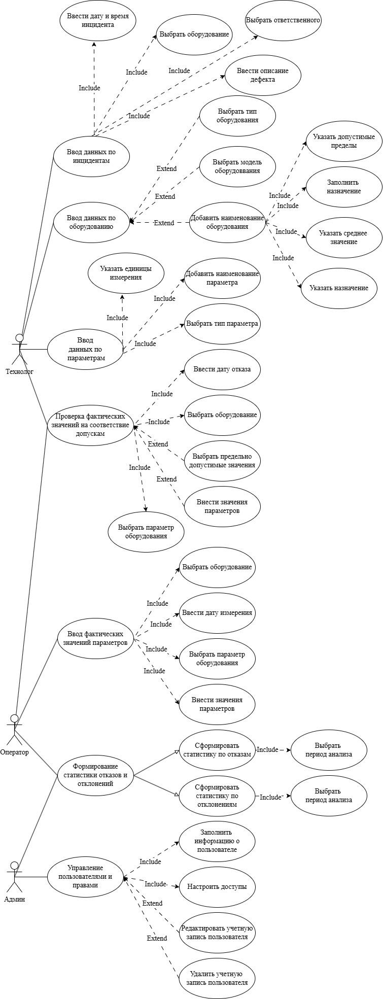 Ввести дату и время
инцидента
Выбрать оборудование
Выбрать ответственного
Include
Include
Include
Ввести описание
дефекта
Include
Выбрать тип
оборудования
Ввод данных по
инцидентам
Extend
Выбрать модель
оборудоввания
Extend
Указать допустимые
пределы
Include
Заполнить
назначение
Include
Ввод данных по
оборудованию
Extend
Добавить наименование
оборудования
Include
Указать среднее
значение
Include
Указать назначение
Указать единицы
измерения
Добавить наименование
параметра
Include
Include
Выбрать тип параметра
Include
Ввод
данных по
параметрам
Технолог
Ввести дату отказа
Include
Проверка фактических
значений на соответствие
допускам
Include
Выбрать оборудование
Extend
Выбрать предельно
допустимые значения
Include
Extend
Внести значения
параметров
Выбрать параметр
оборудования
Выбрать оборудование
Include
Ввести дату измерения
Include
Ввод фактических
значений параметров
Include
Выбрать параметр
оборудования
Include
Внести значения
параметров
Оператор
Сформировать
статистику по отказам
Include
Выбрать
период анализа
Формирование
статистики отказов и
отклонений
Сформировать
статистику по
отклонениям
Include
Выбрать
период анализа
Заполнить
информацию о
пользователе
Include
Управление
пользователями и
правами
Админ
Include
Настроить доступы
Extend
Редактировать учетную
запись пользователя
Extend
Удалить учетную
запись пользователя